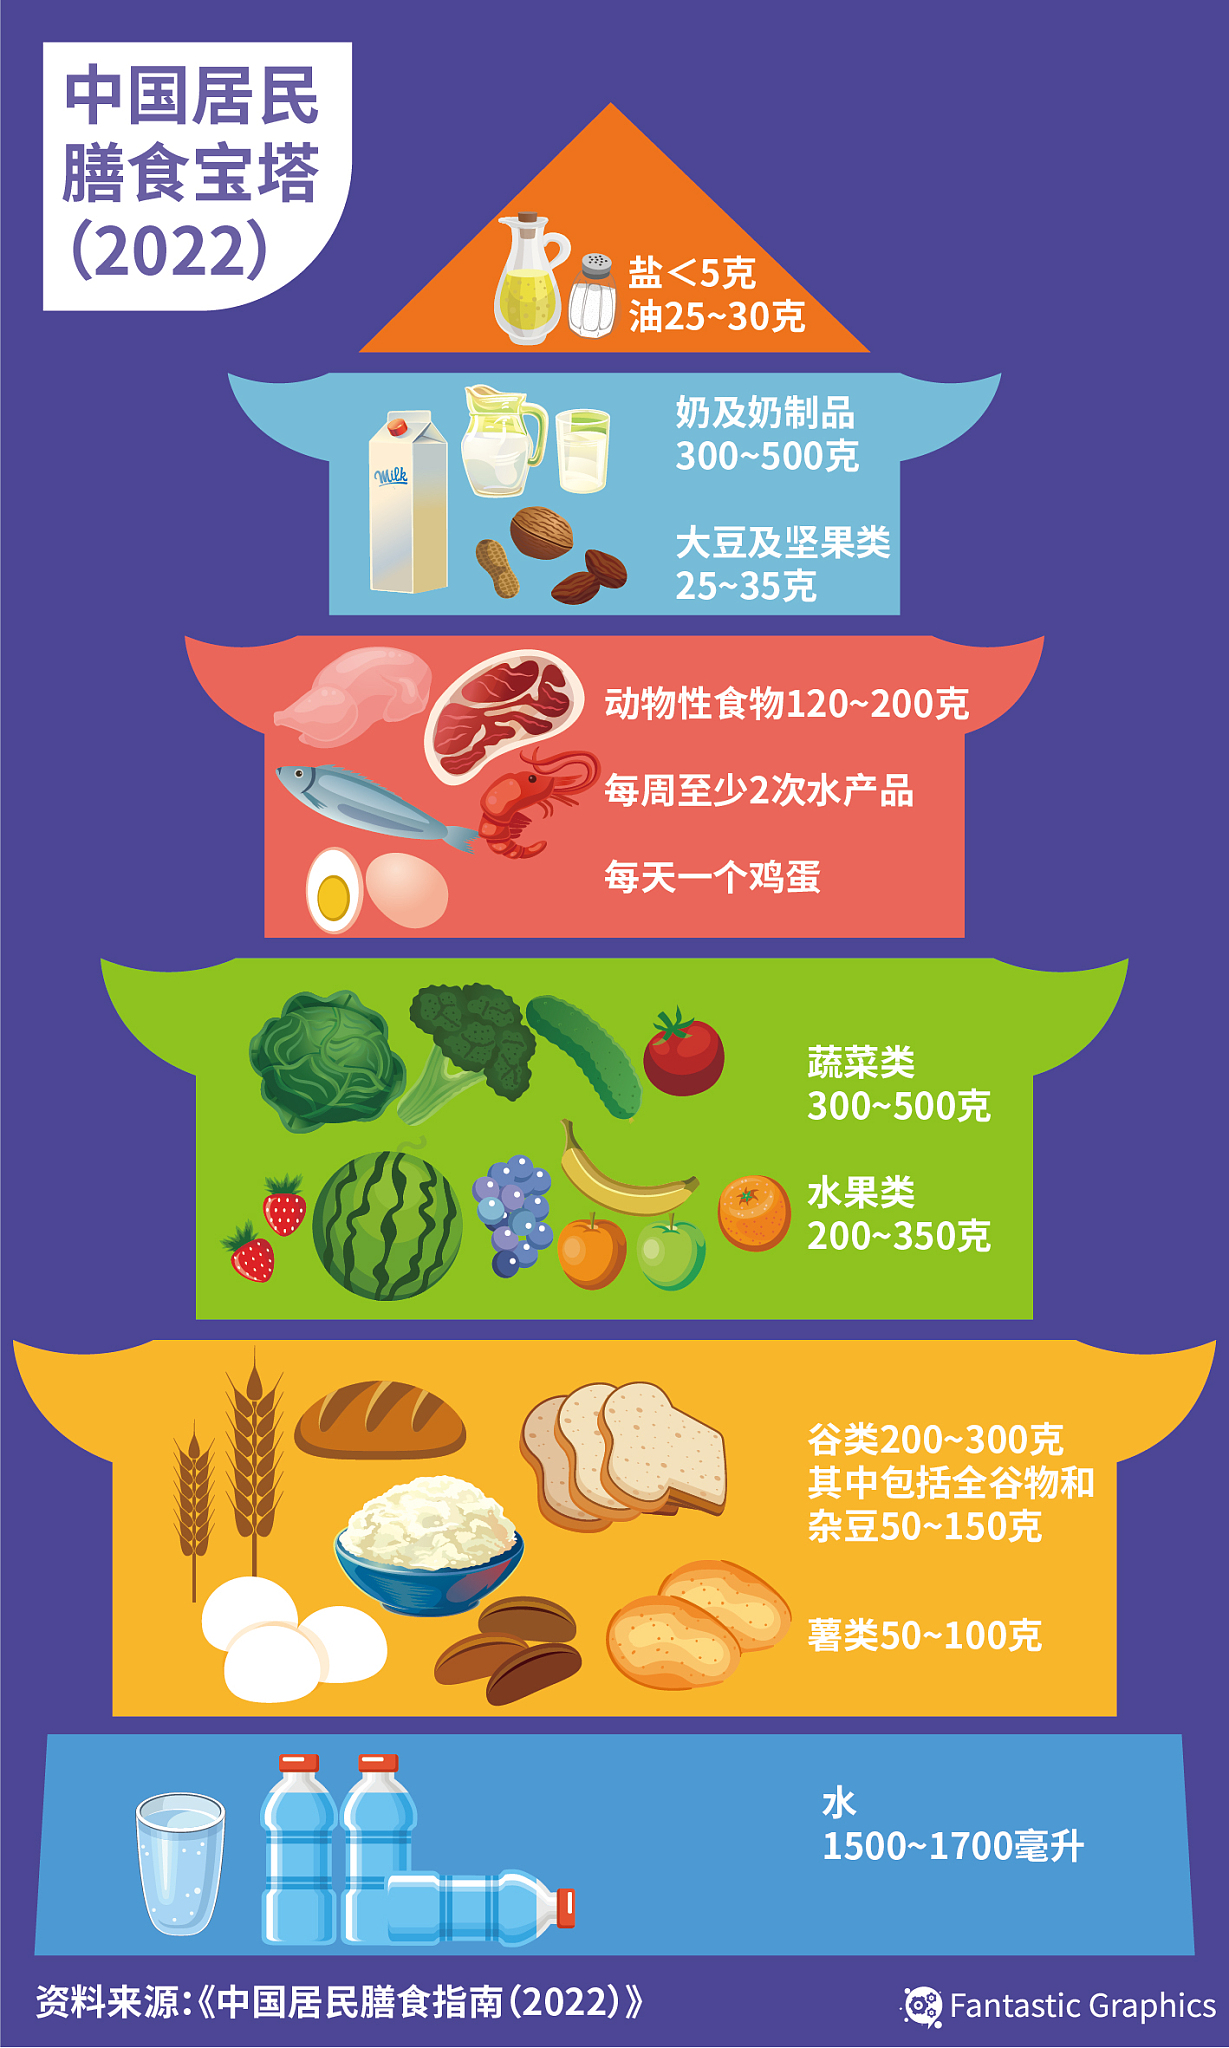 中国居民
膳食宝塔
（2022）
盐＜5克
油25~30克
奶及奶制品
300~500克
Milk
大豆及坚果类
25~35克
动物性食物120~200克
每周至少2次水产品
每天一个鸡蛋
蔬菜类
300~500克
水果类
200~350克
谷类200~300克
其中包括全谷物和
杂豆50~150克
薯类50~100克
水
1500~1700毫升
资料来源：《中国居民膳食指南（2022）》
Fantastic Graphics